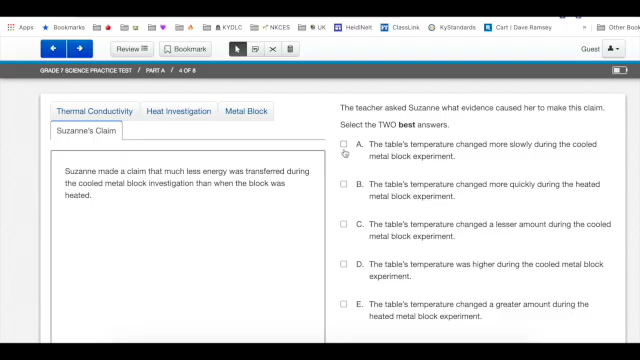 Apps
Bookmarks
KYDLC
NKCES
UK
HeidiNelt
ClassLink
KyStandards
Cart | Dave Ramsey
Other
Review
Bookmark
Guest
GRADE 7 SCIENCE PRACTICE TEST / PART A / 4 OF 8
Thermal Conductivity
Heat Investigation
Metal Block
Suzanne's Claim
Suzanne made a claim that much less energy was transferred during
the cooled metal block investigation than when the block was
heated.
The teacher asked Suzanne what evidence caused her to make this claim.
Select the TWO best answers.
A. The table's temperature changed more slowly during the cooled
metal block experiment.
B. The table's temperature changed more quickly during the heated
metal block experiment.
C. The table's temperature changed a lesser amount during the cooled
metal block experiment.
D. The table's temperature was higher during the cooled metal block
experiment.
E. The table's temperature changed a greater amount during the
heated metal block experiment.